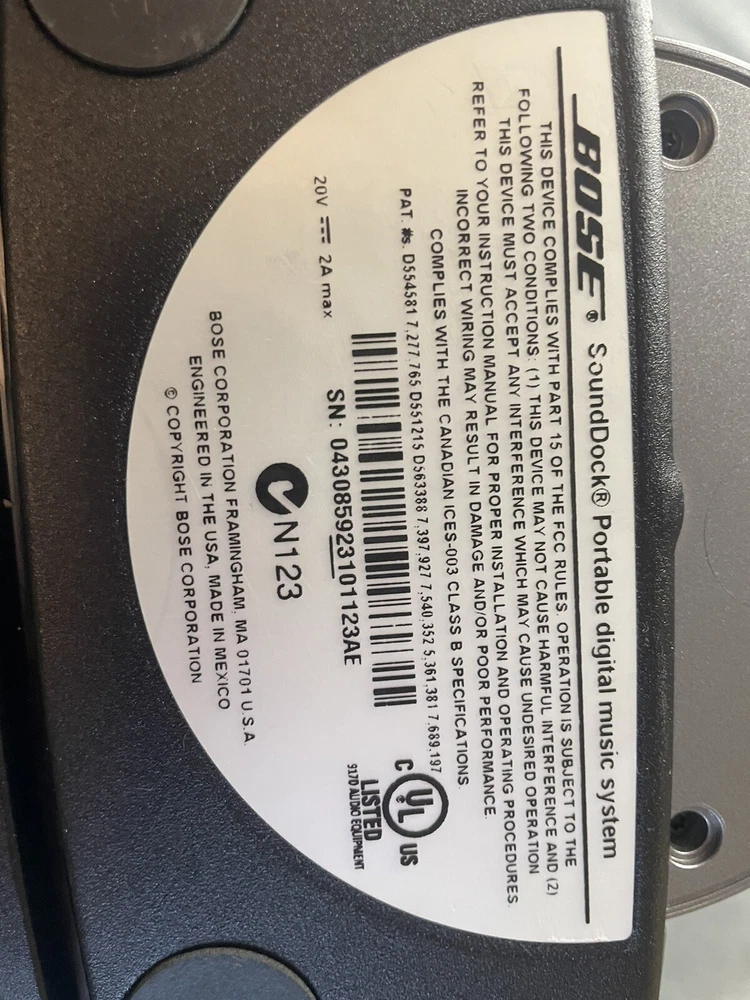 BOSE® SoundDock® Portable digital music system
THIS DEVICE COMPLIES WITH PART 15 OF THE FCC RULES. OPERATION IS SUBJECT TO THE
FOLLOWING TWO CONDITIONS: (1) THIS DEVICE MAY NOT CAUSE HARMFUL INTERFERENCE AND (2)
THIS DEVICE MUST ACCEPT ANY INTERFERENCE WHICH MAY CAUSE UNDESIRED OPERATION
REFER TO YOUR INSTRUCTION MANUAL FOR PROPER INSTALLATION AND OPERATING PROCEDURES.
INCORRECT WIRING MAY RESULT IN DAMAGE AND/OR POOR PERFORMANCE.
COMPLIES WITH THE CANADIAN ICES-003 CLASS B SPECIFICATIONS.
PAT. #s. D554581 7,277,765 D551215 D563388 7,397,927 7,540,352 5,361,381 7,689,197
20V ⎓ 2A max
SN: 043085923101123AE
C UL US
LISTED
9170 AUDIO EQUIPMENT
N123
BOSE CORPORATION FRAMINGHAM, MA 01701 U.S.A.
ENGINEERED IN THE USA, MADE IN MEXICO
© COPYRIGHT BOSE CORPORATION